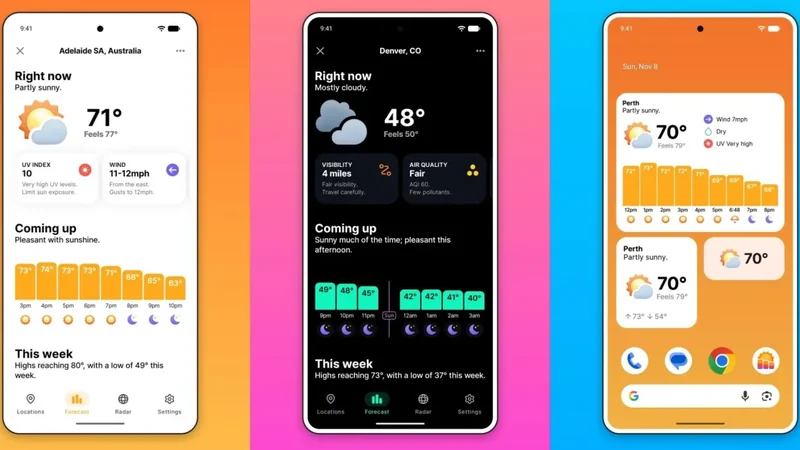 9:41
Adelaide SA, Australia
Right now
Partly sunny.
71°
Feels 77°
UV INDEX
10
Very high UV levels.
Limit sun exposure.
WIND
11-12mph
From the east.
Gusts to 12mph.
Coming up
Pleasant with sunshine.
73° 74° 73° 73° 71° 68° 65° 63°
3pm 4pm 5pm 6pm 7pm 8pm 9pm 10pm
This week
Highs reaching 80°, with a low of 49° this
week.
Locations Forecast Radar Settings
9:41
Denver, CO
Right now
Mostly cloudy.
48°
Feels 50°
VISIBILITY
4 miles
Fair visibility.
Travel carefully.
AIR QUALITY
Fair
AQI 60.
Few pollutants.
Coming up
Sunny much of the time; pleasant this
afternoon.
49° 48° 45° 42° 42° 41° 40°
9pm 10pm 11pm Sun 12am 1am 2am 3am
This week
Highs reaching 73°, with a low of 37° this week.
Locations Forecast Radar Settings
9:41
Sun, Nov 8
Perth
Partly sunny.
70°
Feels 79°
Wind 7mph
Dry
UV Very high
72° 73° 72° 72° 71° 69° 69° 67° 66°
12pm 1pm 2pm 3pm 4pm 5pm 6:48 7pm 8pm
Perth
Partly sunny.
70°
Feels 79°
↑ 73° ↓ 54°
70°
G